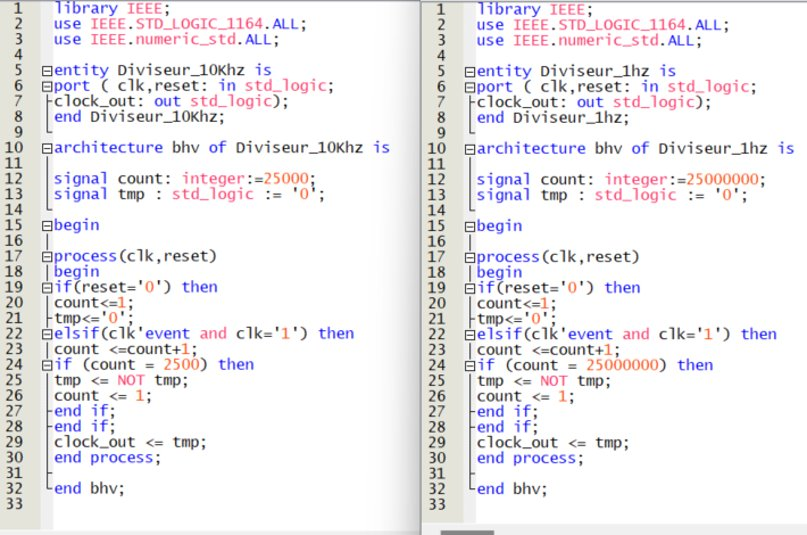 1 library IEEE;
2 use IEEE.STD_LOGIC_1164.ALL;
3 use IEEE.numeric_std.ALL;
4
5 entity Diviseur_10Khz is
6 port ( clk,reset: in std_logic;
7 clock_out: out std_logic);
8 end Diviseur_10Khz;
9
10 architecture bhv of Diviseur_10Khz is
11
12 signal count: integer:=25000;
13 signal tmp : std_logic := '0';
14
15 begin
16
17 process(clk,reset)
18 begin
19 if(reset='0') then
20 count<=1;
21 tmp<='0';
22 elsif(clk'event and clk='1') then
23 count <=count+1;
24 if (count = 2500) then
25 tmp <= NOT tmp;
26 count <= 1;
27 end if;
28 end if;
29 clock_out <= tmp;
30 end process;
31
32 end bhv;
33
1 library IEEE;
2 use IEEE.STD_LOGIC_1164.ALL;
3 use IEEE.numeric_std.ALL;
4
5 entity Diviseur_1hz is
6 port ( clk,reset: in std_logic;
7 clock_out: out std_logic);
8 end Diviseur_1hz;
9
10 architecture bhv of Diviseur_1hz is
11
12 signal count: integer:=25000000;
13 signal tmp : std_logic := '0';
14
15 begin
16
17 process(clk,reset)
18 begin
19 if(reset='0') then
20 count<=1;
21 tmp<='0';
22 elsif(clk'event and clk='1') then
23 count <=count+1;
24 if (count = 25000000) then
25 tmp <= NOT tmp;
26 count <= 1;
27 end if;
28 end if;
29 clock_out <= tmp;
30 end process;
31
32 end bhv;
33